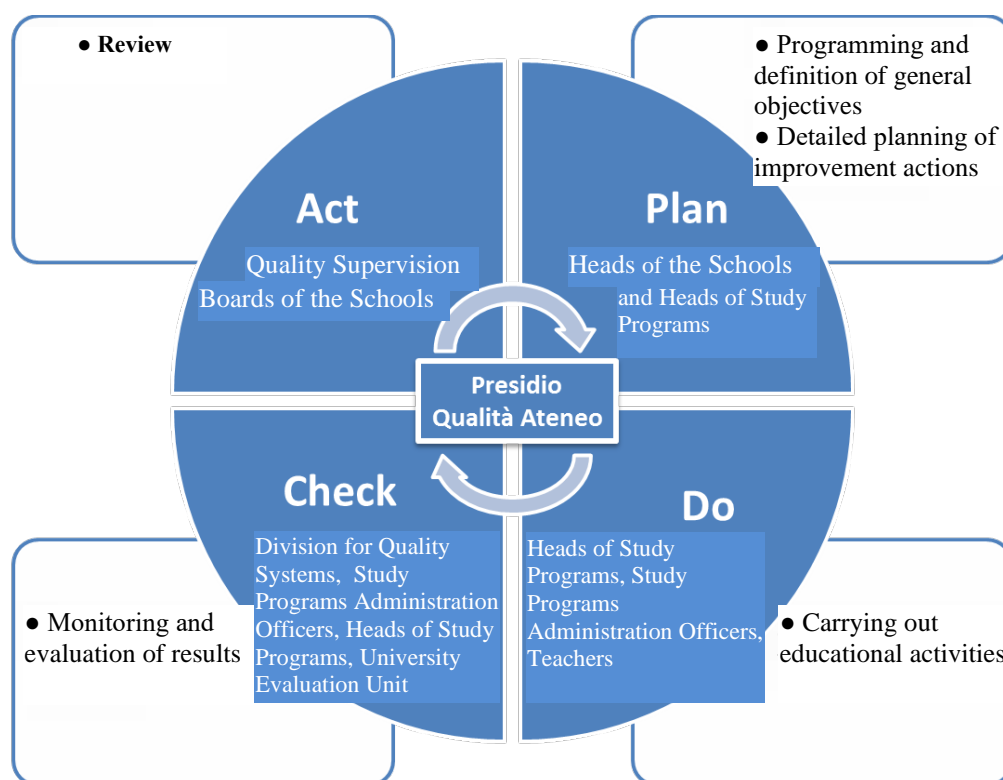 ● Review
● Programming and
definition of general
objectives
● Detailed planning of
improvement actions
Act
Quality Supervision
Boards of the Schools
Plan
Heads of the Schools
and Heads of Study
Programs
Presidio
Qualità Ateneo
Check
Division for Quality
Systems, Study
Programs Administration
Officers, Heads of Study
Programs, University
Evaluation Unit
Do
Heads of Study
Programs, Study
Programs
Administration Officers,
Teachers
● Monitoring and
evaluation of results
● Carrying out
educational activities